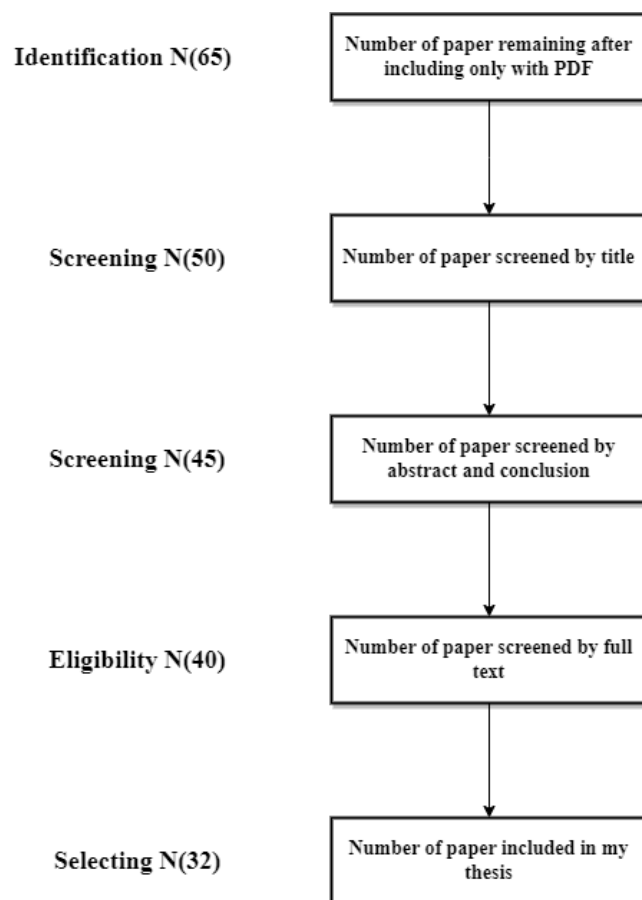 Identification N(65)
Number of paper remaining after
including only with PDF
Screening N(50)
Number of paper screened by title
Screening N(45)
Number of paper screened by
abstract and conclusion
Eligibility N(40)
Number of paper screened by full
text
Selecting N(32)
Number of paper included in my
thesis